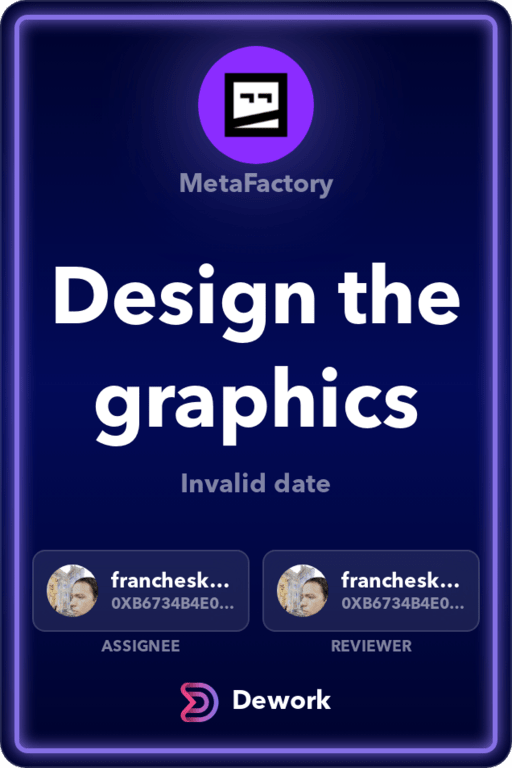 MetaFactory
Design the
graphics
Invalid date
franchesk...
franchesk...
0XB6734B4E0...
0XB6734B4E0...
ASSIGNEE
REVIEWER
Dework